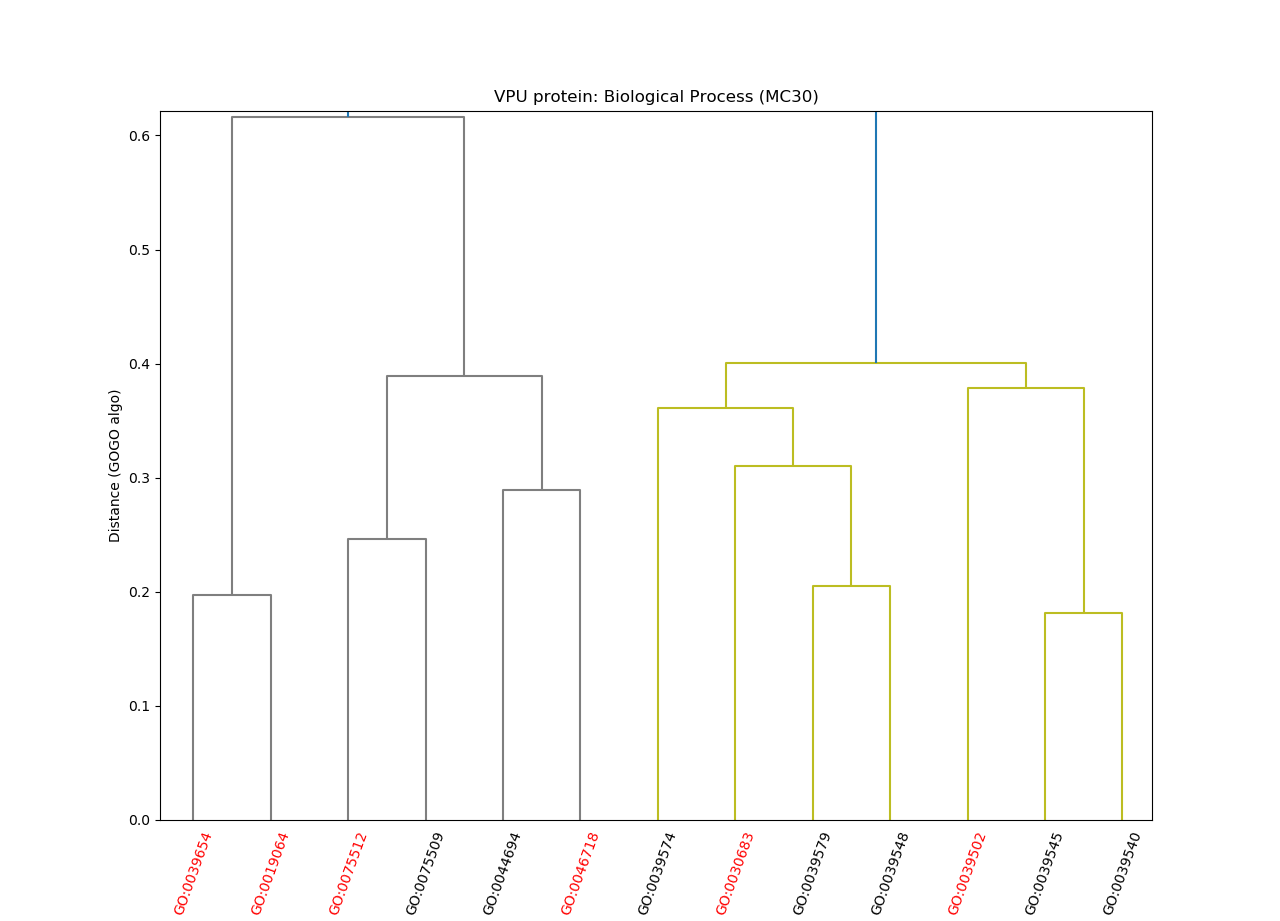 VPU protein: Biological Process (MC30)
0.6
0.5
0.4
0.3
0.2
0.1
0.0
Distance (GOGO algo)
GO:0039654
GO:0019064
GO:0075512
GO:0075509
GO:0044694
GO:0046718
GO:0039574
GO:0030683
GO:0039579
GO:0039548
GO:0039502
GO:0039545
GO:0039540